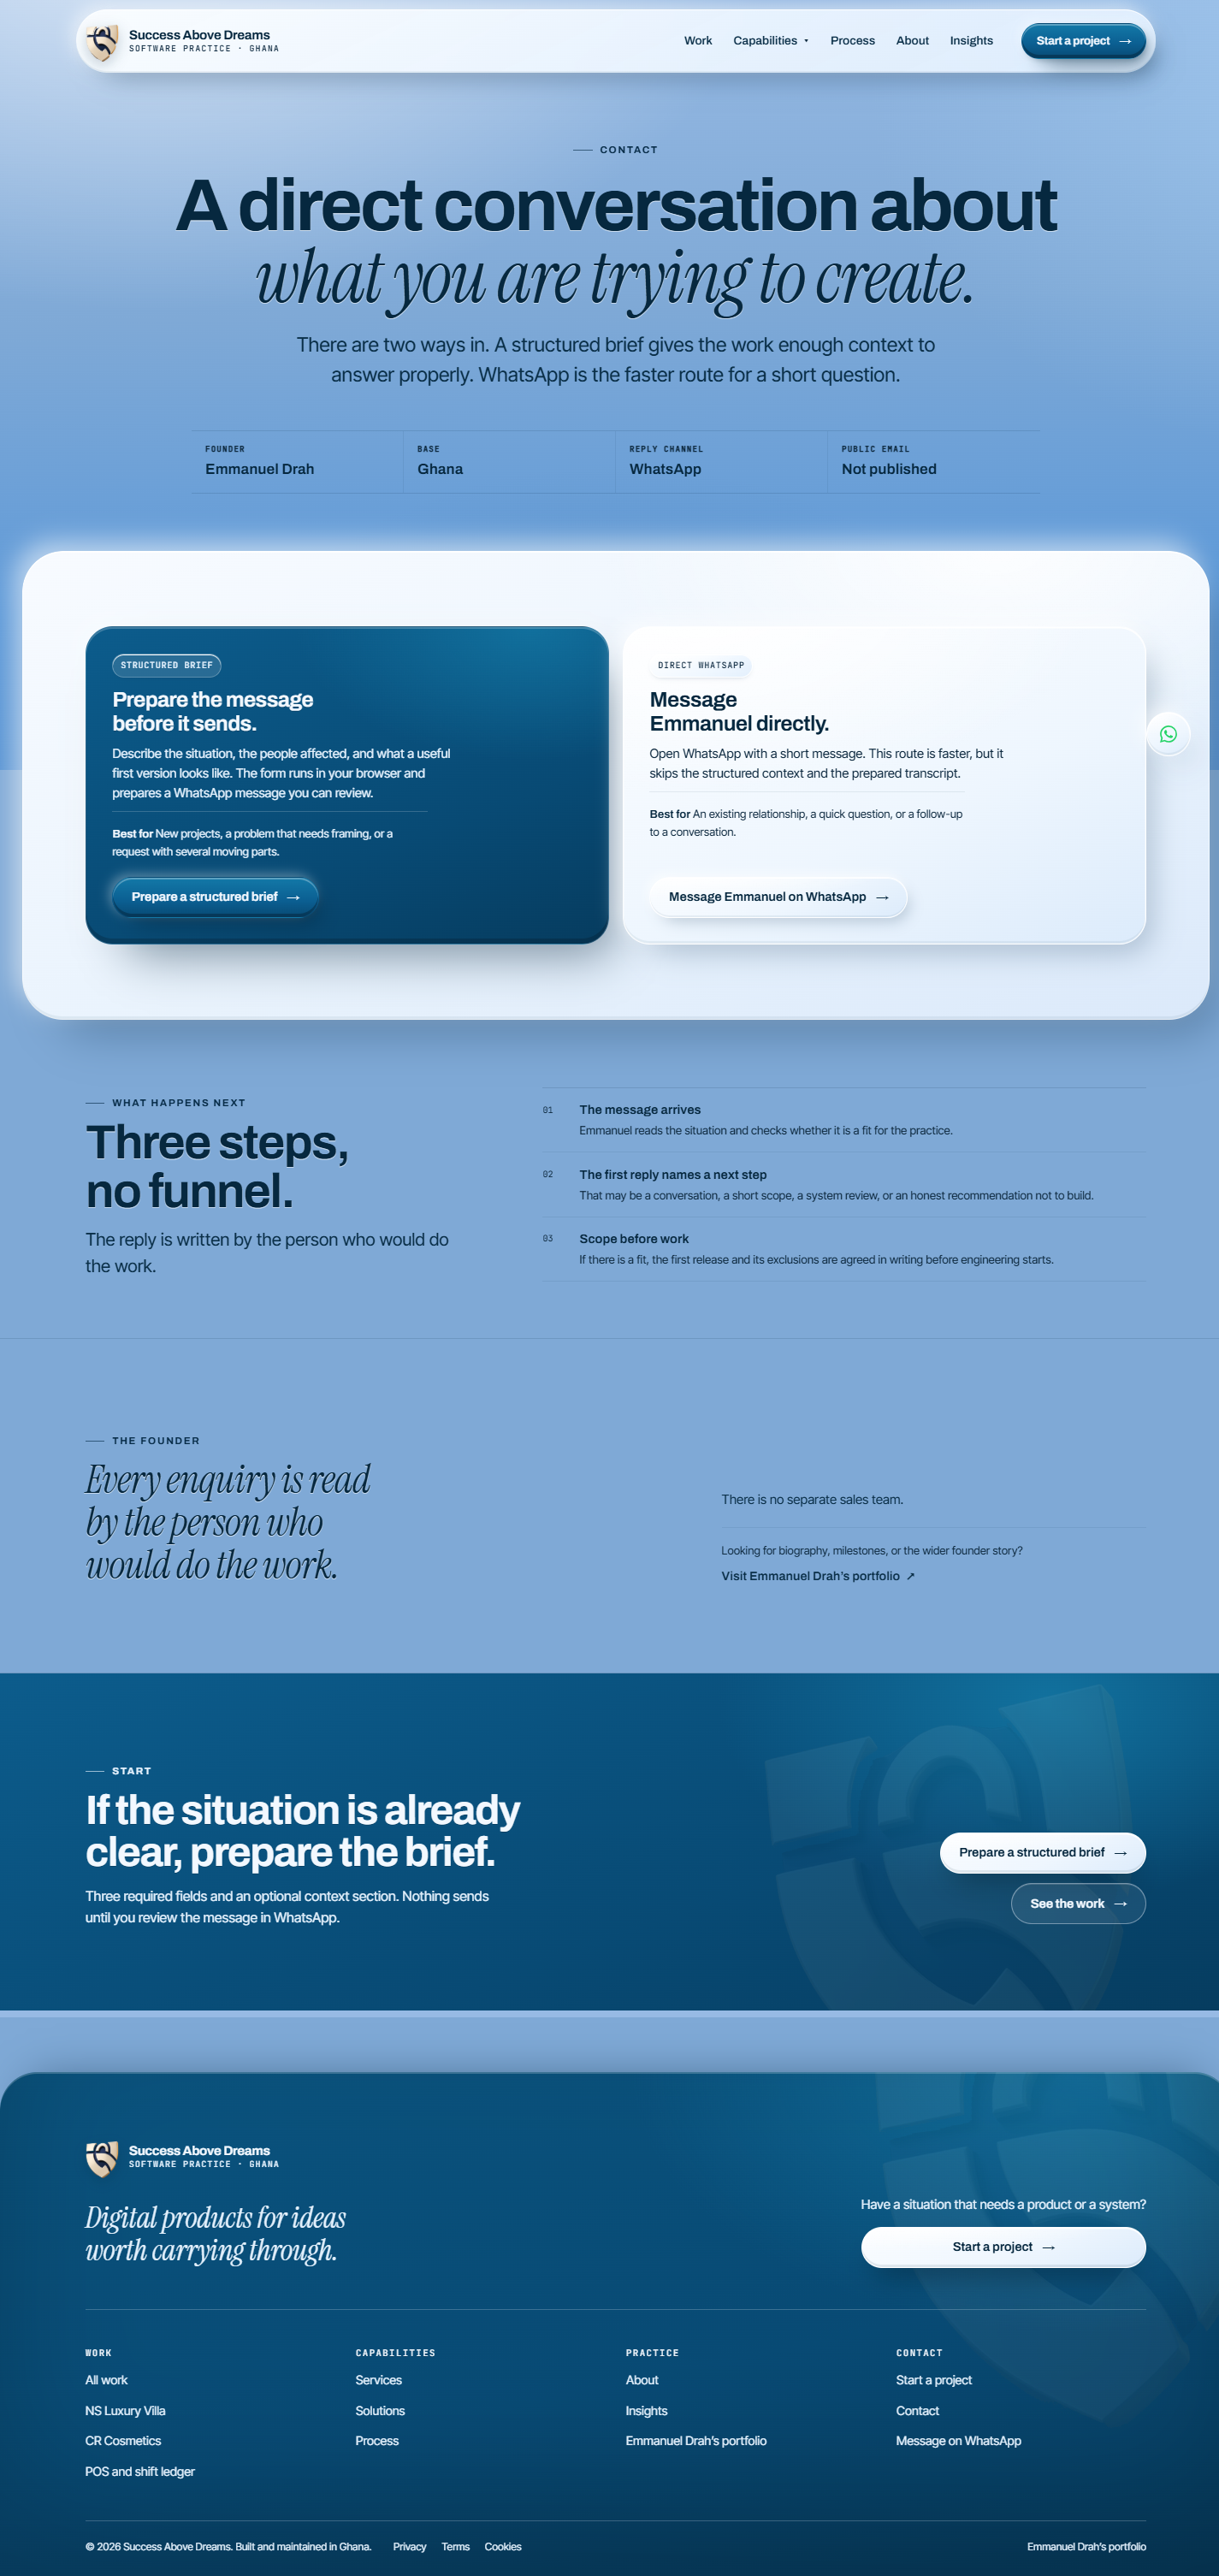 Success Above Dreams
SOFTWARE PRACTICE · GHANA
Work
Capabilities
Process
About
Insights
Start a project →
CONTACT
A direct conversation about
what you are trying to create.
There are two ways in. A structured brief gives the work enough context to
answer properly. WhatsApp is the faster route for a short question.
FOUNDER
Emmanuel Drah
BASE
Ghana
REPLY CHANNEL
WhatsApp
PUBLIC EMAIL
Not published
STRUCTURED BRIEF
Prepare the message
before it sends.
Describe the situation, the people affected, and what a useful
first version looks like. The form runs in your browser and
prepares a WhatsApp message you can review.
Best for New projects, a problem that needs framing, or a
request with several moving parts.
Prepare a structured brief →
DIRECT WHATSAPP
Message
Emmanuel directly.
Open WhatsApp with a short message. This route is faster, but it
skips the structured context and the prepared transcript.
Best for An existing relationship, a quick question, or a follow-up
to a conversation.
Message Emmanuel on WhatsApp →
WHAT HAPPENS NEXT
Three steps,
no funnel.
The reply is written by the person who would do
the work.
01
The message arrives
Emmanuel reads the situation and checks whether it is a fit for the practice.
02
The first reply names a next step
That may be a conversation, a short scope, a system review, or an honest recommendation not to build.
03
Scope before work
If there is a fit, the first release and its exclusions are agreed in writing before engineering starts.
THE FOUNDER
Every enquiry is read
by the person who
would do the work.
There is no separate sales team.
Looking for biography, milestones, or the wider founder story?
Visit Emmanuel Drah's portfolio ↗
START
If the situation is already
clear, prepare the brief.
Three required fields and an optional context section. Nothing sends
until you review the message in WhatsApp.
Prepare a structured brief →
See the work →
Success Above Dreams
SOFTWARE PRACTICE · GHANA
Digital products for ideas
worth carrying through.
Have a situation that needs a product or a system?
Start a project →
WORK
All work
NS Luxury Villa
CR Cosmetics
POS and shift ledger
CAPABILITIES
Services
Solutions
Process
PRACTICE
About
Insights
Emmanuel Drah's portfolio
CONTACT
Start a project
Contact
Message on WhatsApp
© 2026 Success Above Dreams. Built and maintained in Ghana.
Privacy
Terms
Cookies
Emmanuel Drah's portfolio